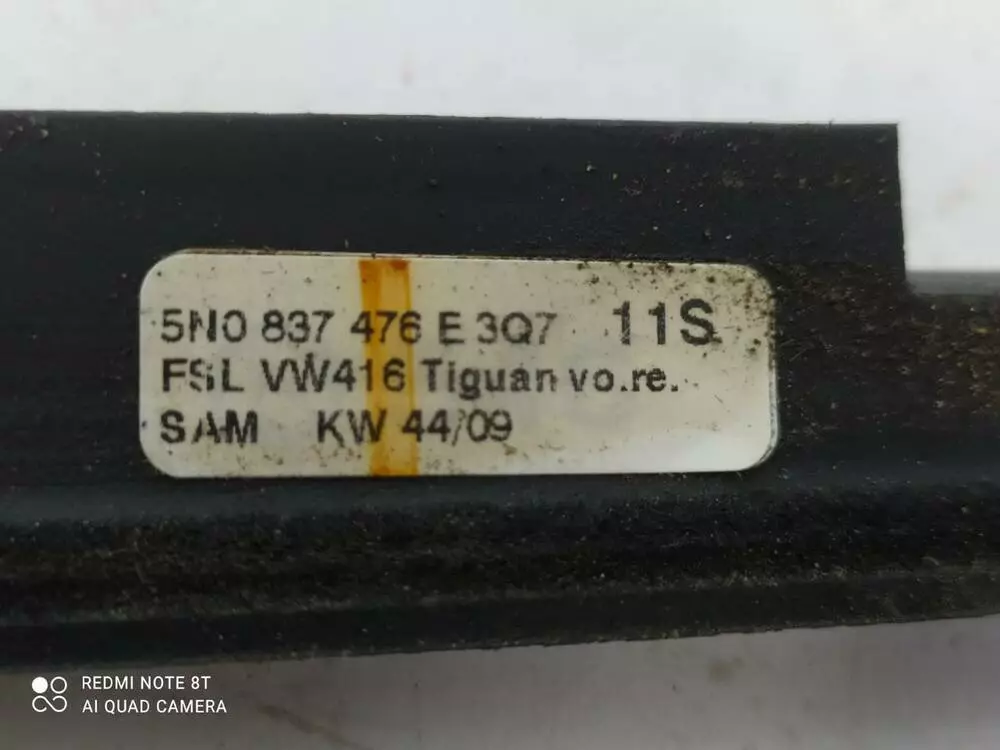 5N0 837 476 E 3Q7 11S
FSL VW416 Tiguan vo.re.
SAM KW 44/09
REDMI NOTE 8T
AI QUAD CAMERA